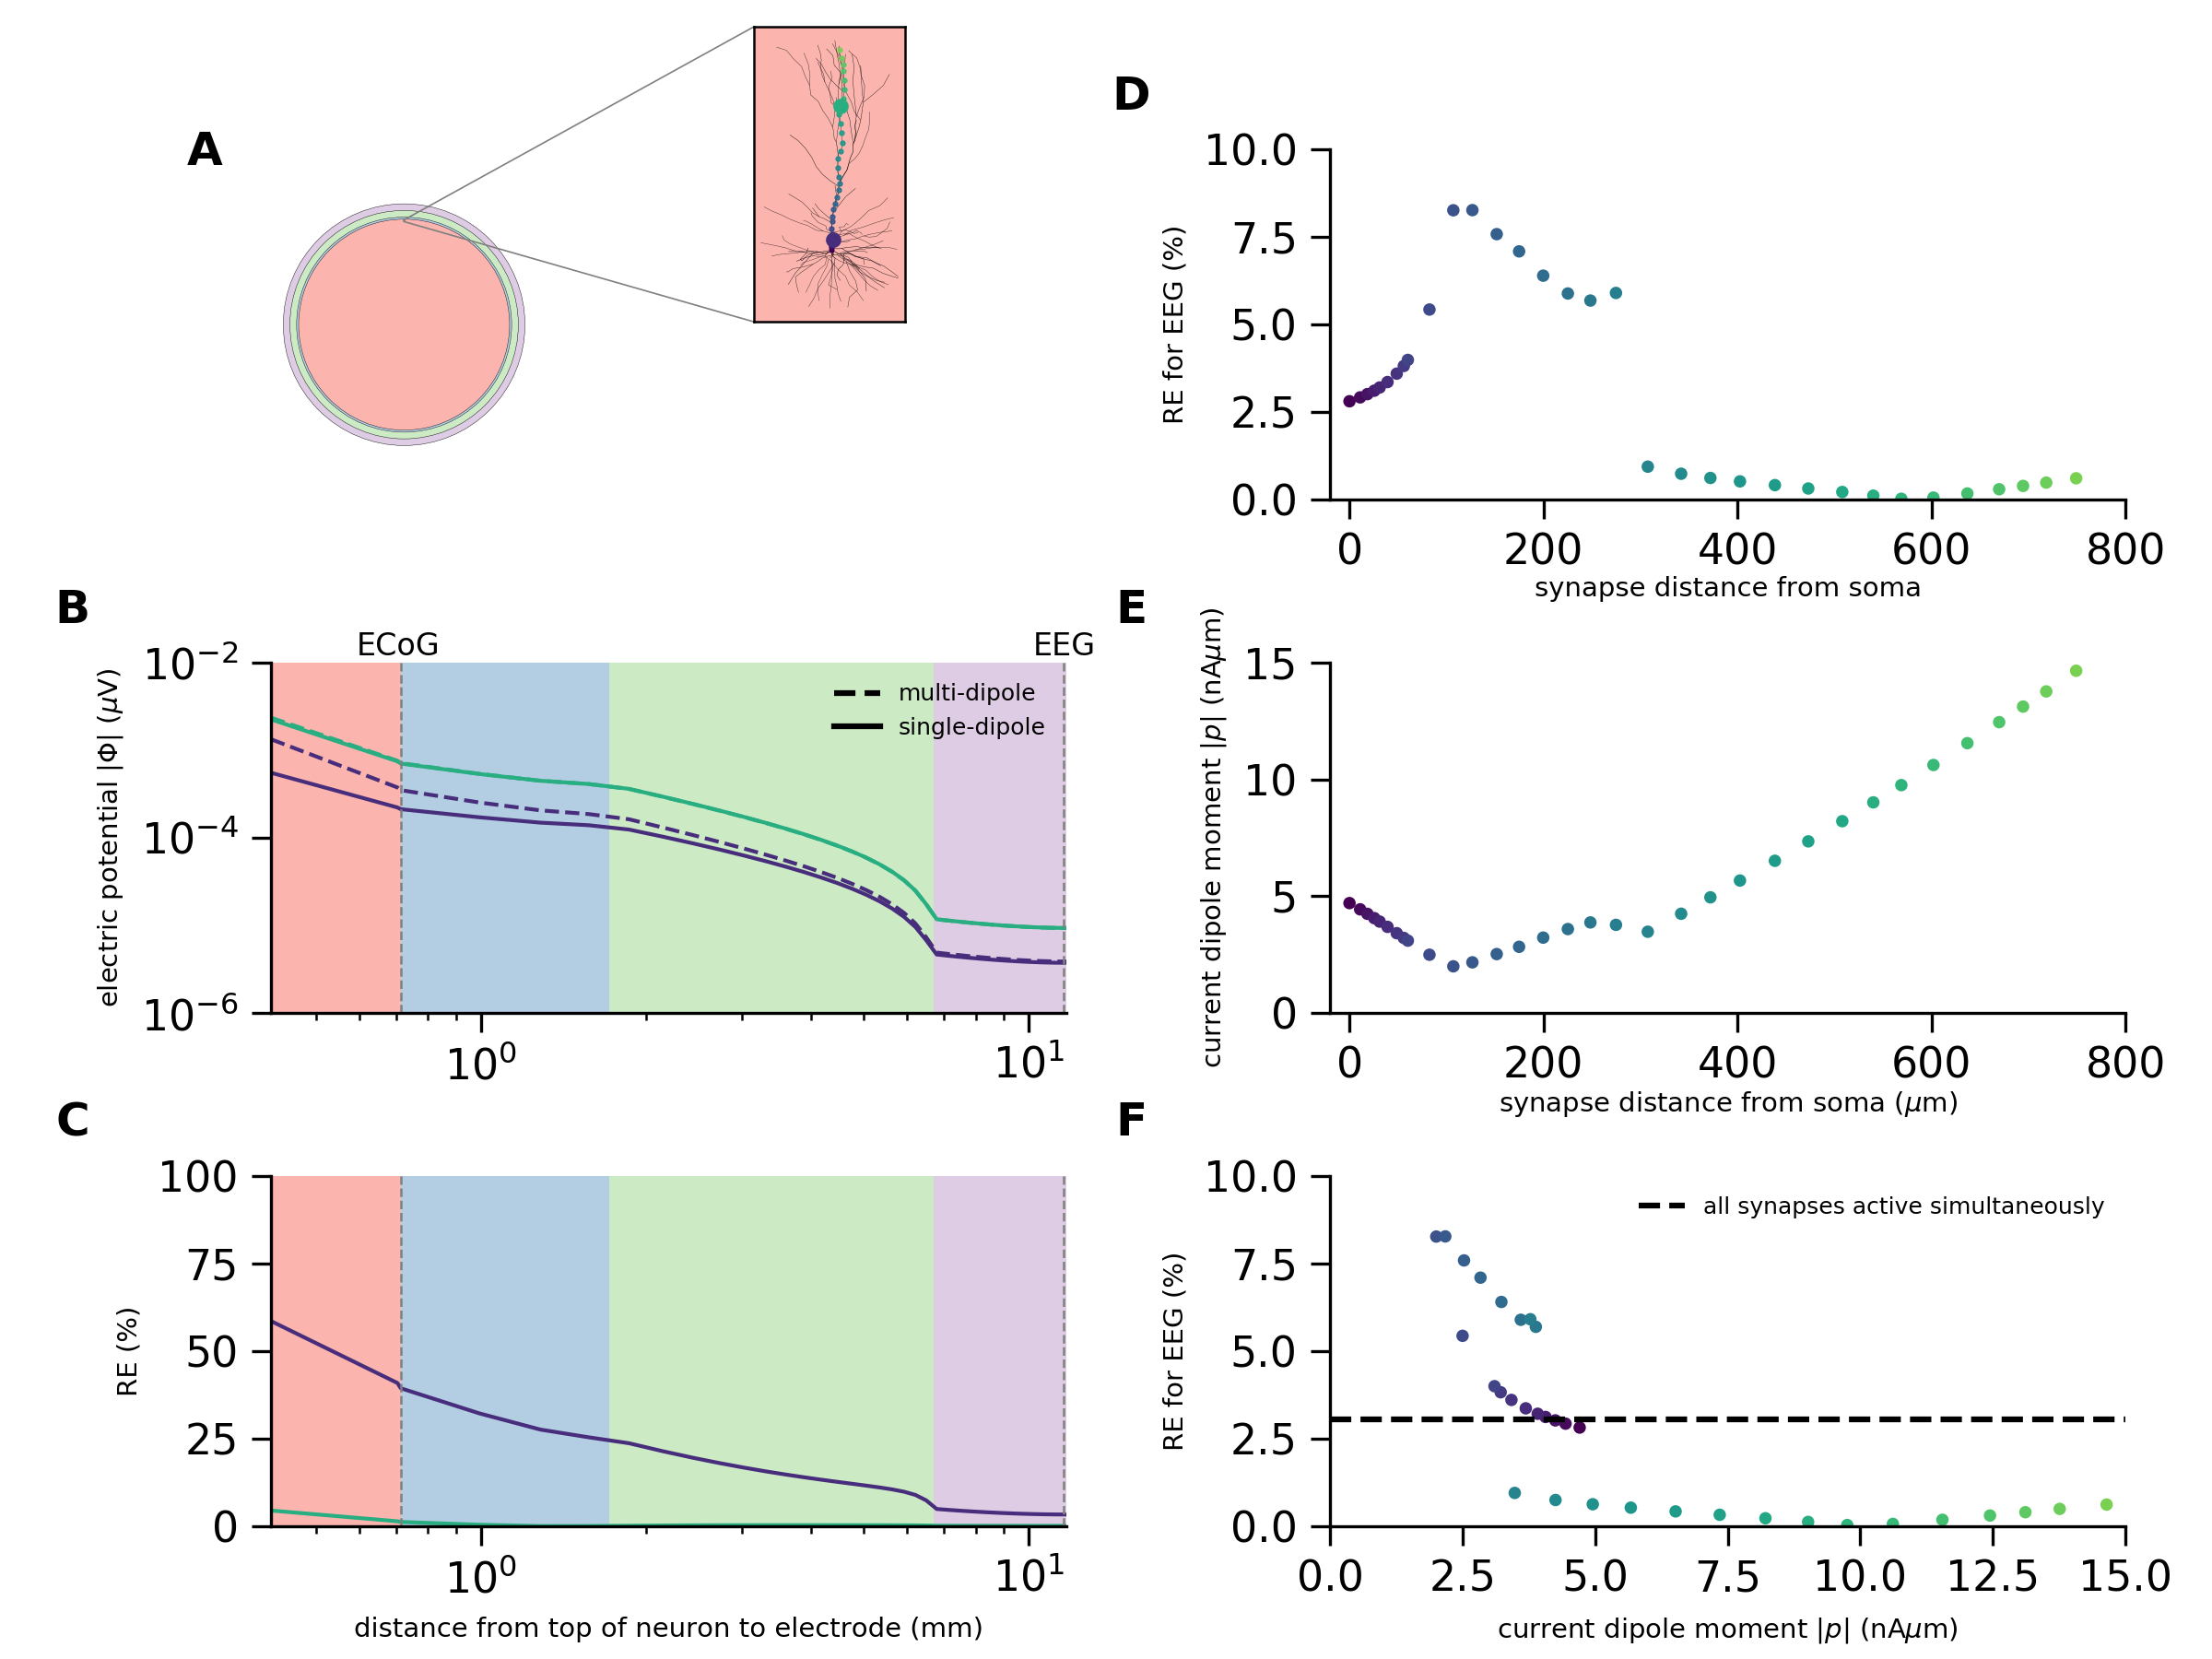 A
B
ECoG
EEG
electric potential |Φ| (μV)
10⁻²
10⁻⁴
10⁻⁶
multi-dipole
single-dipole
10⁰
10¹
C
RE (%)
100
75
50
25
0
10⁰
10¹
distance from top of neuron to electrode (mm)
D
RE for EEG (%)
10.0
7.5
5.0
2.5
0.0
0
200
400
600
800
synapse distance from soma
E
current dipole moment |p| (nAμm)
15
10
5
0
0
200
400
600
800
synapse distance from soma (μm)
F
RE for EEG (%)
10.0
7.5
5.0
2.5
0.0
all synapses active simultaneously
0.0
2.5
5.0
7.5
10.0
12.5
15.0
current dipole moment |p| (nAμm)